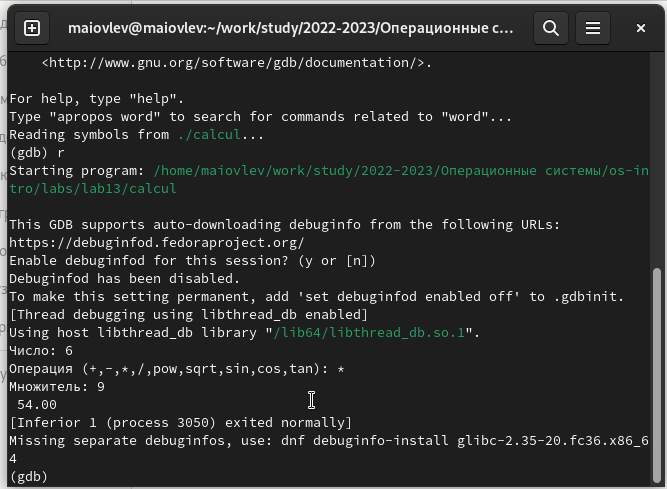 maiovlev@maiovlev:~/work/study/2022-2023/Операционные с...
<http://www.gnu.org/software/gdb/documentation/>.
For help, type "help".
Type "apropos word" to search for commands related to "word"...
Reading symbols from ./calcul...
(gdb) r
Starting program: /home/maiovlev/work/study/2022-2023/Операционные системы/os-in
tro/labs/lab13/calcul
This GDB supports auto-downloading debuginfo from the following URLs:
https://debuginfod.fedoraproject.org/
Enable debuginfod for this session? (y or [n])
Debuginfod has been disabled.
To make this setting permanent, add 'set debuginfod enabled off' to .gdbinit.
[Thread debugging using libthread_db enabled]
Using host libthread_db library "/lib64/libthread_db.so.1".
Число: 6
Операция (+,-,*,/,pow,sqrt,sin,cos,tan): *
Множитель: 9
54.00
[Inferior 1 (process 3050) exited normally]
Missing separate debuginfos, use: dnf debuginfo-install glibc-2.35-20.fc36.x86_6
4
(gdb)